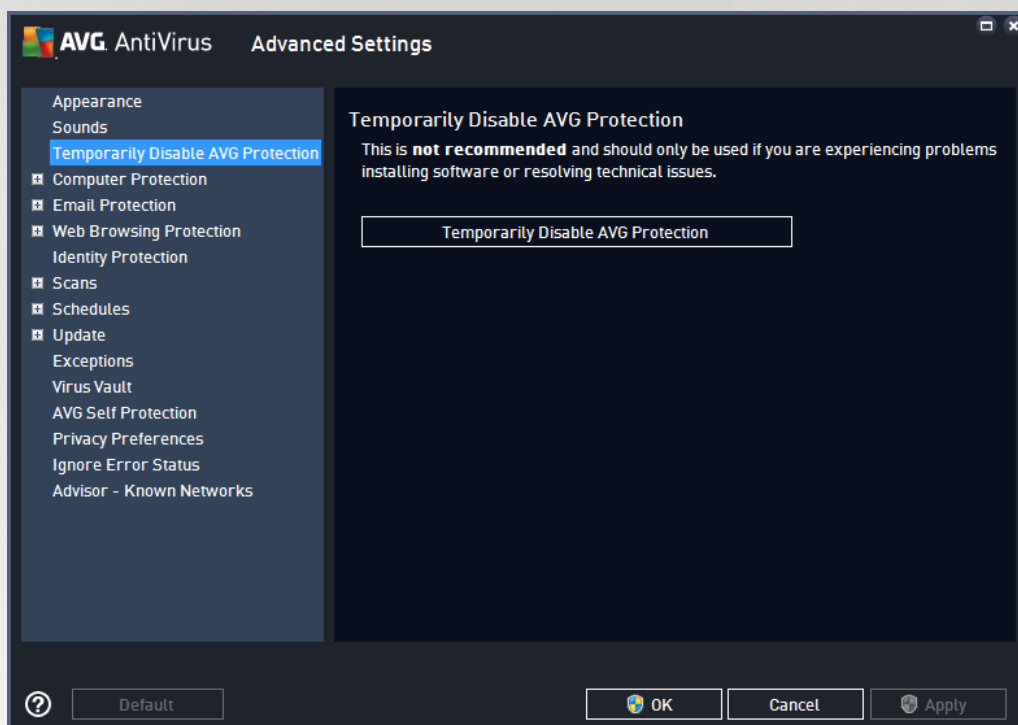 AVG. AntiVirus Advanced Settings
Appearance
Sounds
Temporarily Disable AVG Protection
Computer Protection
Email Protection
Web Browsing Protection
Identity Protection
Scans
Schedules
Update
Exceptions
Virus Vault
AVG Self Protection
Privacy Preferences
Ignore Error Status
Advisor - Known Networks
Temporarily Disable AVG Protection
This is not recommended and should only be used if you are experiencing problems
installing software or resolving technical issues.
Temporarily Disable AVG Protection
Default
OK
Cancel
Apply